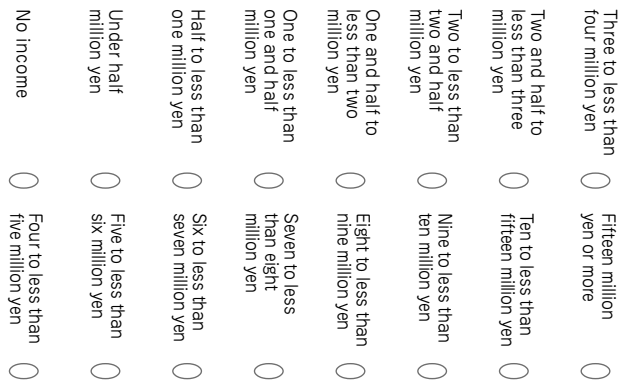 No income
Under half
million yen
Half to less than
one million yen
One to less than
one and half
million yen
One and half to
less than two
million yen
Two to less than
two and half
million yen
Two and half to
less than three
million yen
Three to less than
four million yen
Four to less than
five million yen
Five to less than
six million yen
Six to less than
seven million yen
Seven to less
than eight
million yen
Eight to less than
nine million yen
Nine to less than
ten million yen
Ten to less than
fifteen million yen
Fifteen million
yen or more